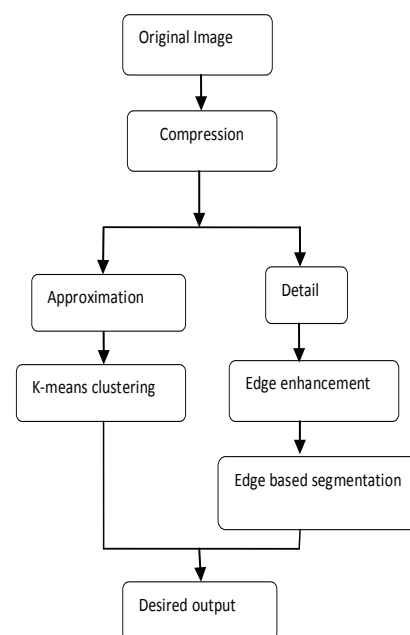 Original Image
Compression
Approximation
Detail
K-means clustering
Edge enhancement
Edge based segmentation
Desired output